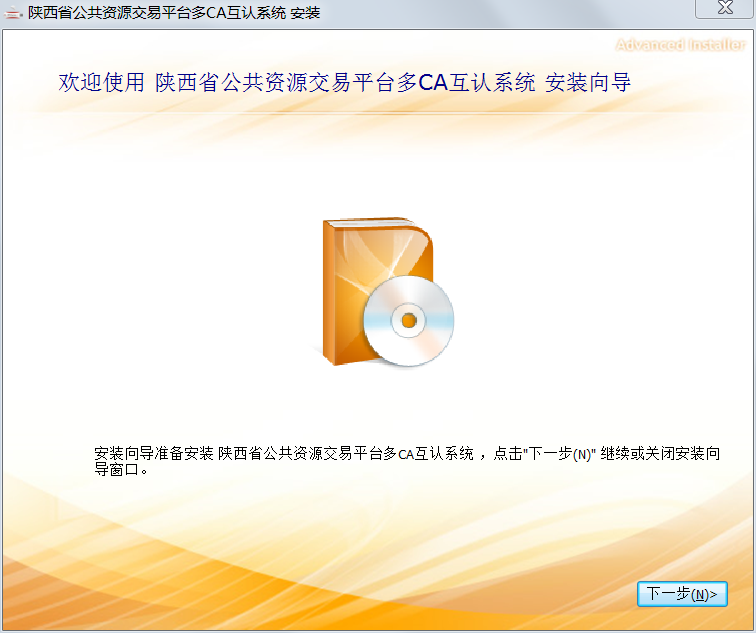 陕西省公共资源交易平台多CA互认系统 安装
Advanced Installer
欢迎使用 陕西省公共资源交易平台多CA互认系统 安装向导
安装向导准备安装 陕西省公共资源交易平台多CA互认系统 ，点击"下一步(N)" 继续或关闭安装向
导窗口。
下一步(N)>